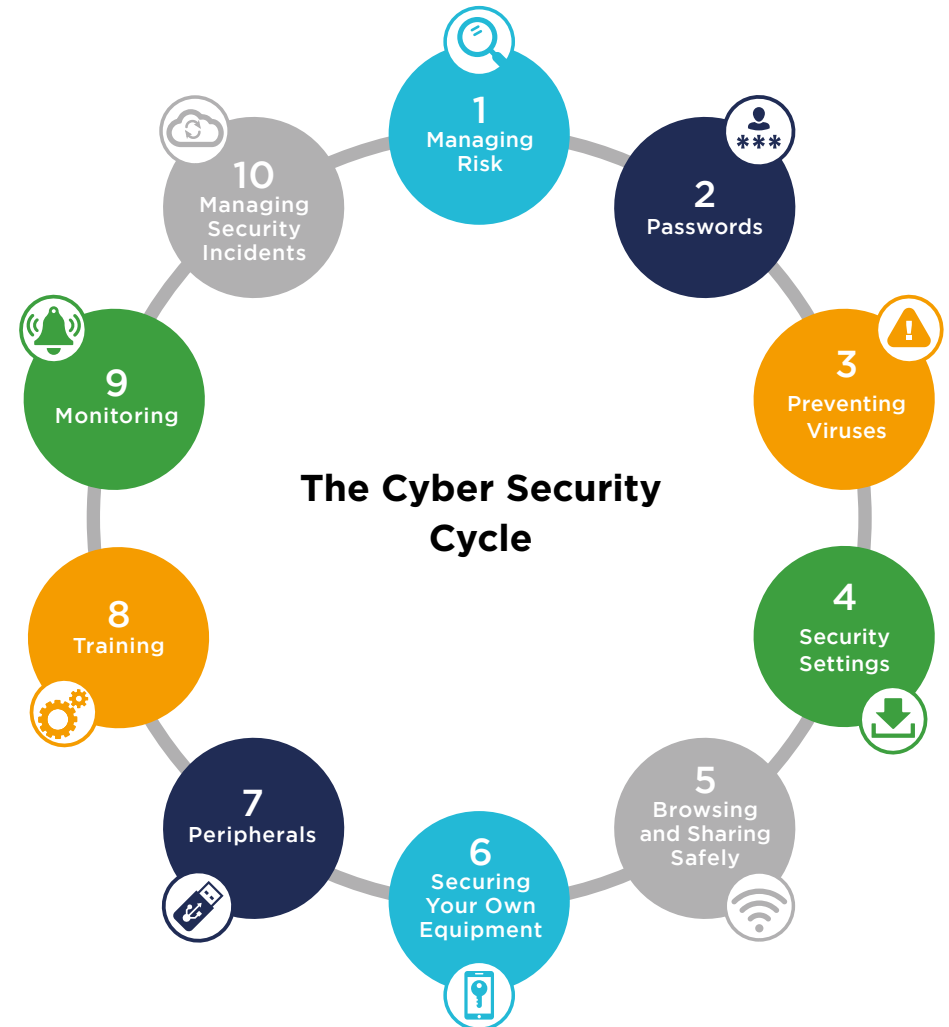 1
Managing
Risk
2
Passwords
***
3
Preventing
Viruses
!
4
Security
Settings
5
Browsing
and Sharing
Safely
6
Securing
Your Own
Equipment
7
Peripherals
8
Training
9
Monitoring
10
Managing
Security
Incidents
The Cyber Security
Cycle